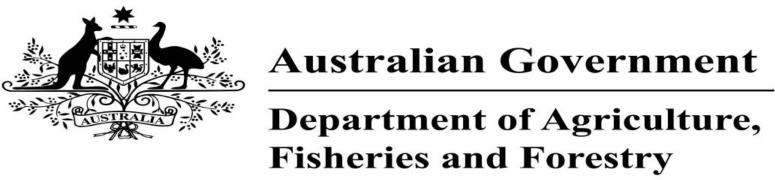 Australian Government
Department of Agriculture,
Fisheries and Forestry
AUSTRALIA